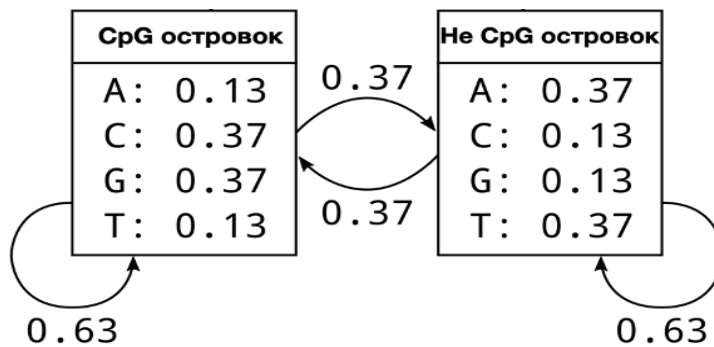 CpG островок
A: 0.13
C: 0.37
G: 0.37
T: 0.13
0.63
0.37
0.37
Не CpG островок
A: 0.37
C: 0.13
G: 0.13
T: 0.37
0.63